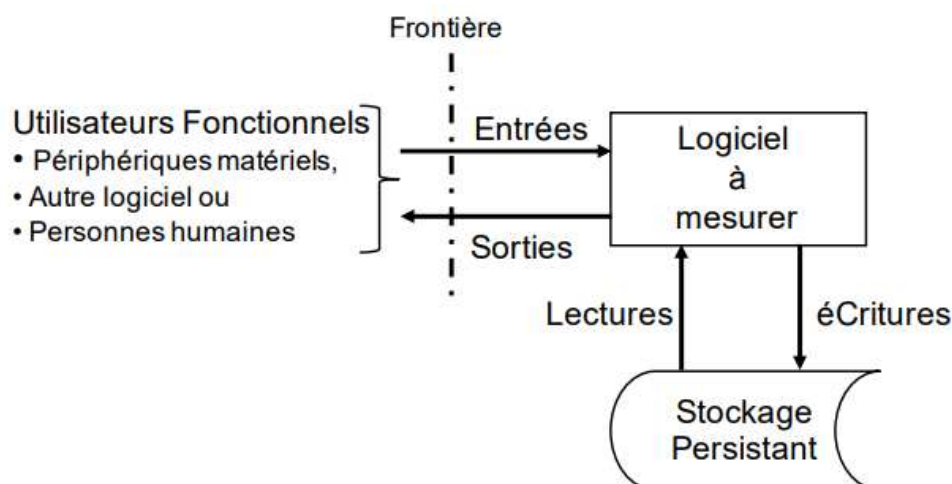 Frontière
Utilisateurs Fonctionnels
• Périphériques matériels,
• Autre logiciel ou
• Personnes humaines
Entrées
Sorties
Logiciel
à
mesurer
Lectures
éCritures
Stockage
Persistant